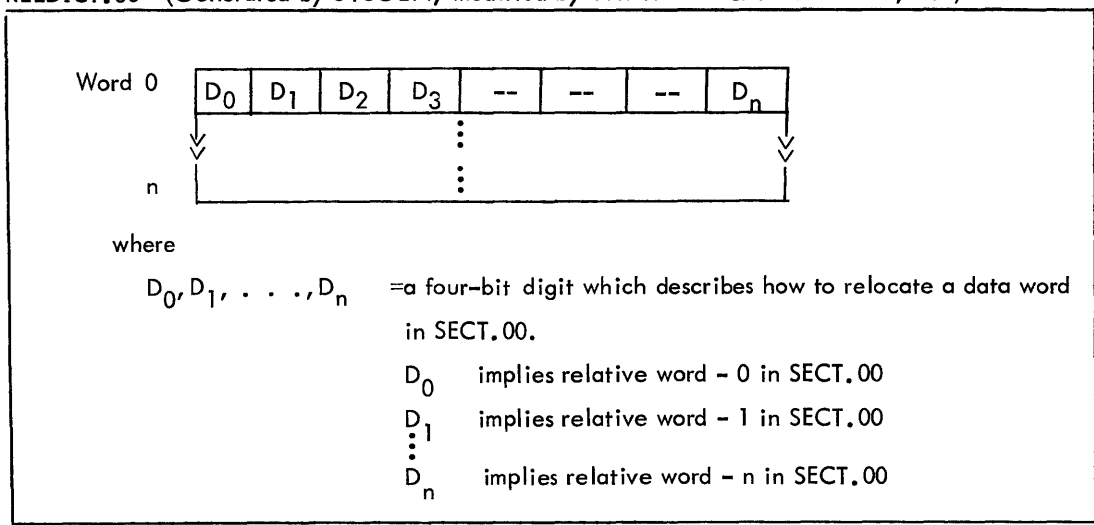 (Generated by
Word 0 D0 D1 D2 D3 -- -- -- Dn
n
where
D0, D1, . . ., Dn =a four-bit digit which describes how to relocate a data word
in SECT.00.
D0 implies relative word - 0 in SECT.00
D1 implies relative word - 1 in SECT.00
Dn implies relative word - n in SECT.00